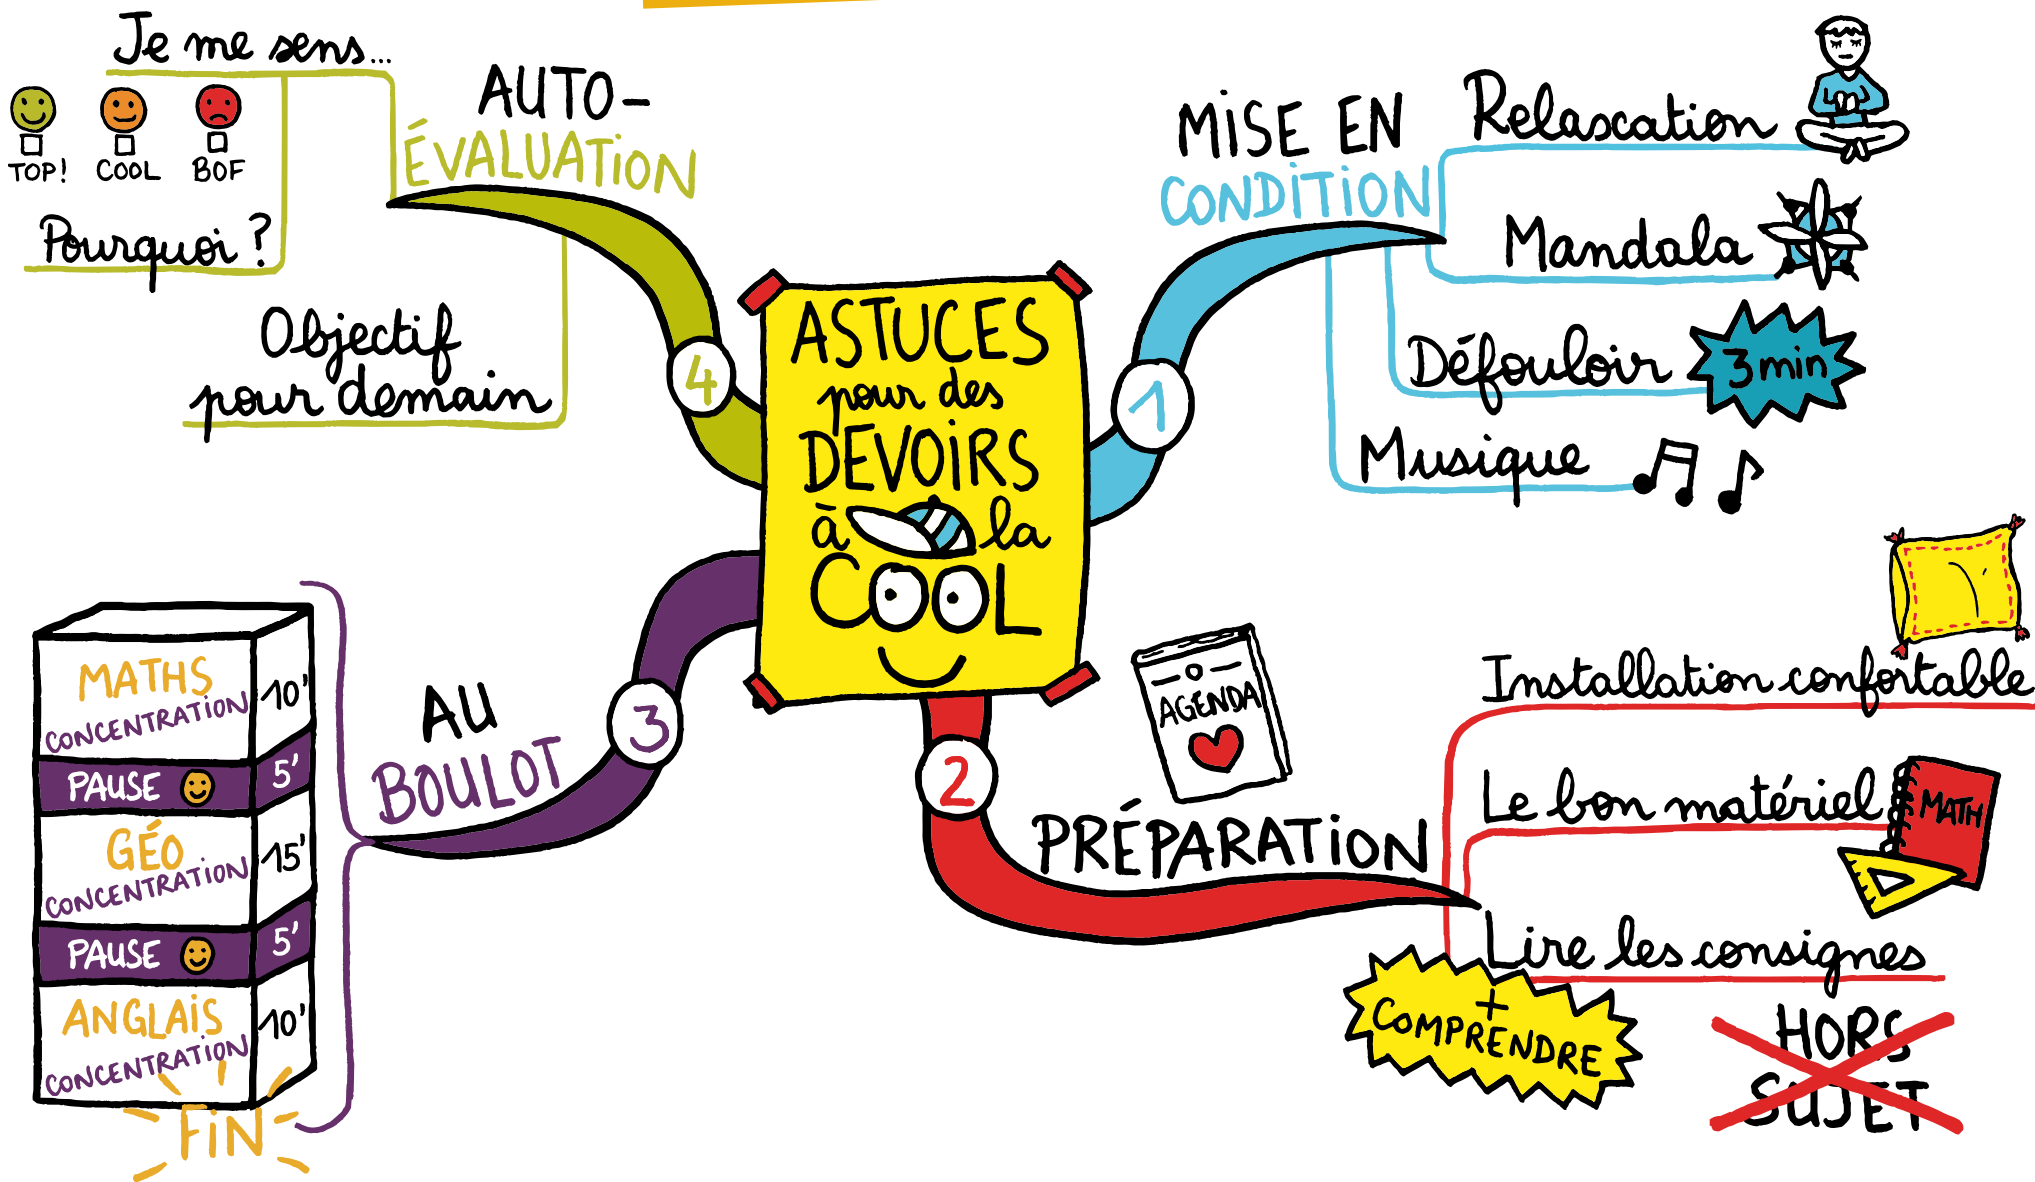 ASTUCES
pour des
DEVOIRS
à la
COOL
1
MISE EN
CONDITION
Relaxation
Mandala
Défouloir 3 min
Musique
2
PRÉPARATION
AGENDA
Installation confortable
Le bon matériel
MATH
Lire les consignes
+
COMPRENDRE
HORS
SUJET
3
AU
BOULOT
MATHS
CONCENTRATION 10'
PAUSE 5'
GÉO
CONCENTRATION 15'
PAUSE 5'
ANGLAIS
CONCENTRATION 10'
FIN
4
AUTO-
ÉVALUATION
Je me sens...
TOP! COOL BOF
Pourquoi ?
Objectif
pour demain